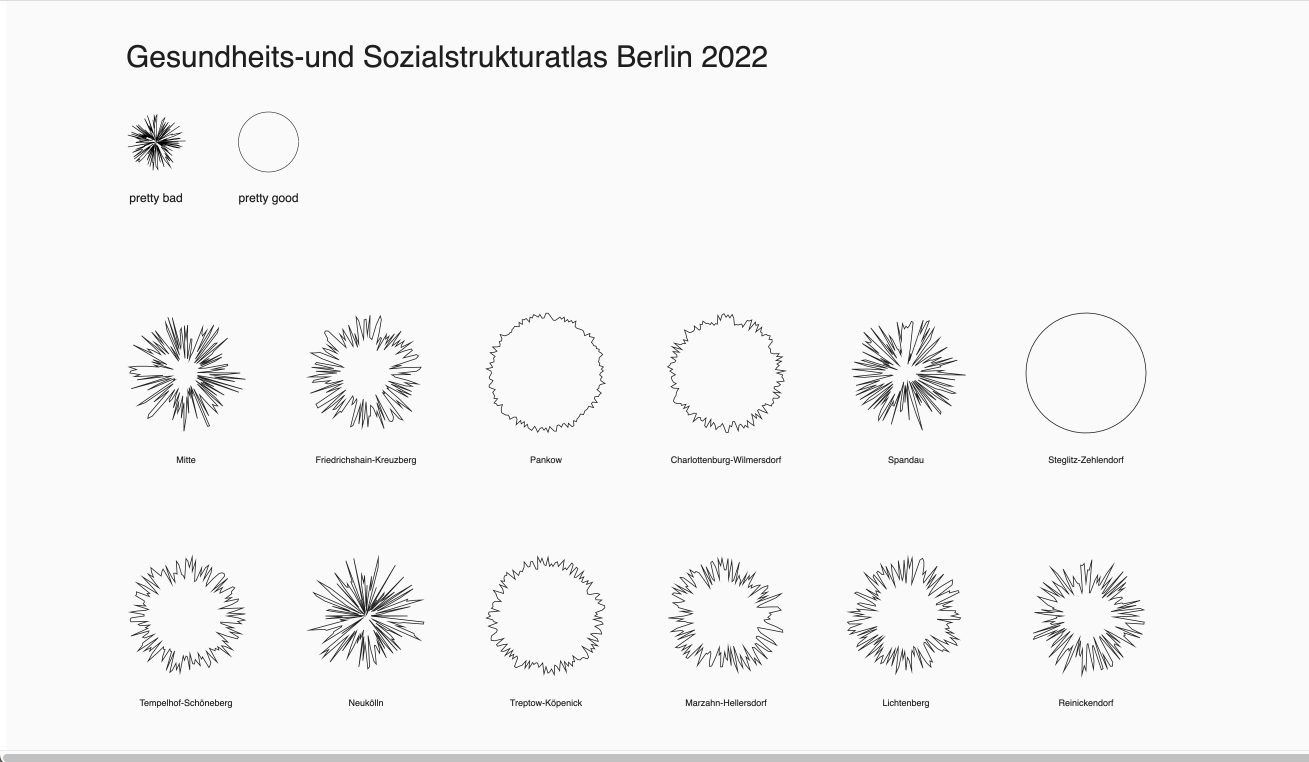 Gesundheits-und Sozialstrukturatlas Berlin 2022
pretty bad pretty good
Mitte Friedrichshain-Kreuzberg Pankow Charlottenburg-Wilmersdorf Spandau Steglitz-Zehlendorf
Tempelhof-Schöneberg Neukölln Treptow-Köpenick Marzahn-Hellersdorf Lichtenberg Reinickendorf